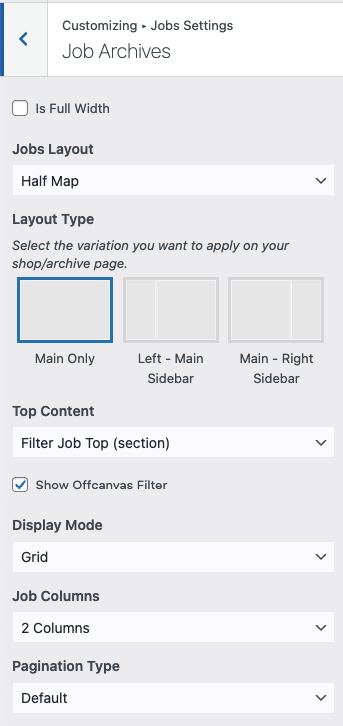 Customizing ▸ Jobs Settings
Job Archives
Is Full Width
Jobs Layout
Half Map
Layout Type
Select the variation you want to apply on your
shop/archive page.
Main Only
Left - Main
Sidebar
Main - Right
Sidebar
Top Content
Filter Job Top (section)
Show Offcanvas Filter
Display Mode
Grid
Job Columns
2 Columns
Pagination Type
Default